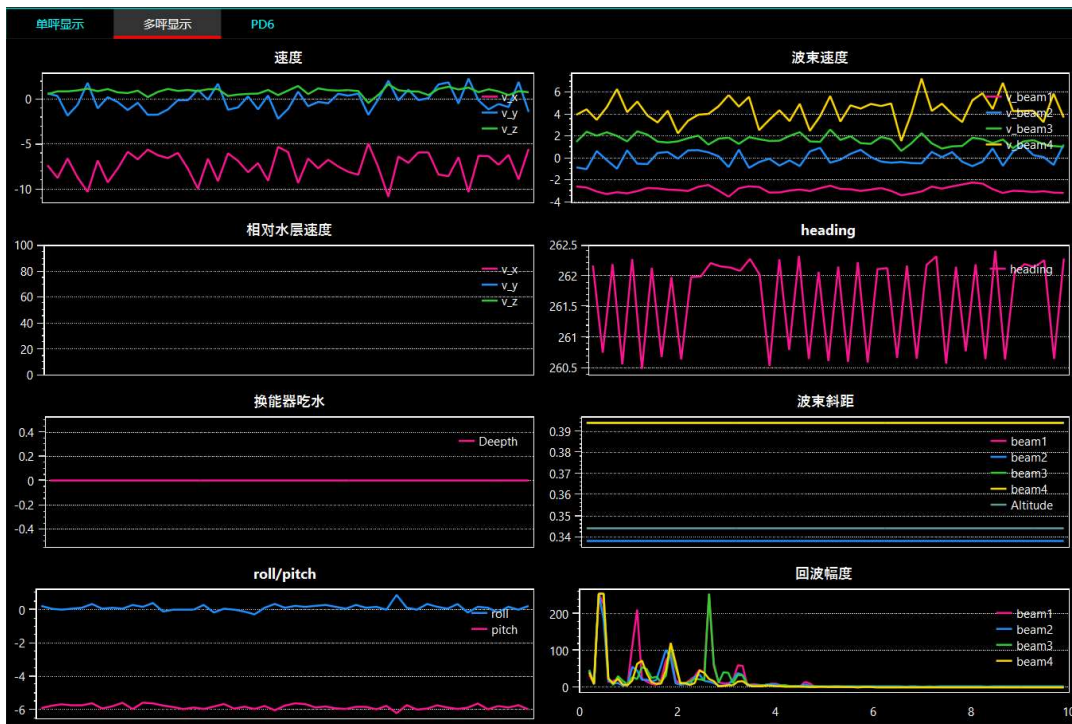 单呼显示 多呼显示 PD6
速度
0
-5
-10
v_x
v_y
v_z
波束速度
6
4
2
0
-2
-4
v_beam1
v_beam2
v_beam3
v_beam4
相对水层速度
100
80
60
40
20
0
v_x
v_y
v_z
heading
262.5
262
261.5
261
260.5
heading
换能器吃水
0.4
0.2
0
-0.2
-0.4
Deepth
波束斜距
0.39
0.38
0.37
0.36
0.35
0.34
beam1
beam2
beam3
beam4
Altitude
roll/pitch
0
-2
-4
-6
roll
pitch
回波幅度
200
100
0
beam1
beam2
beam3
beam4
0 2 4 6 8 10